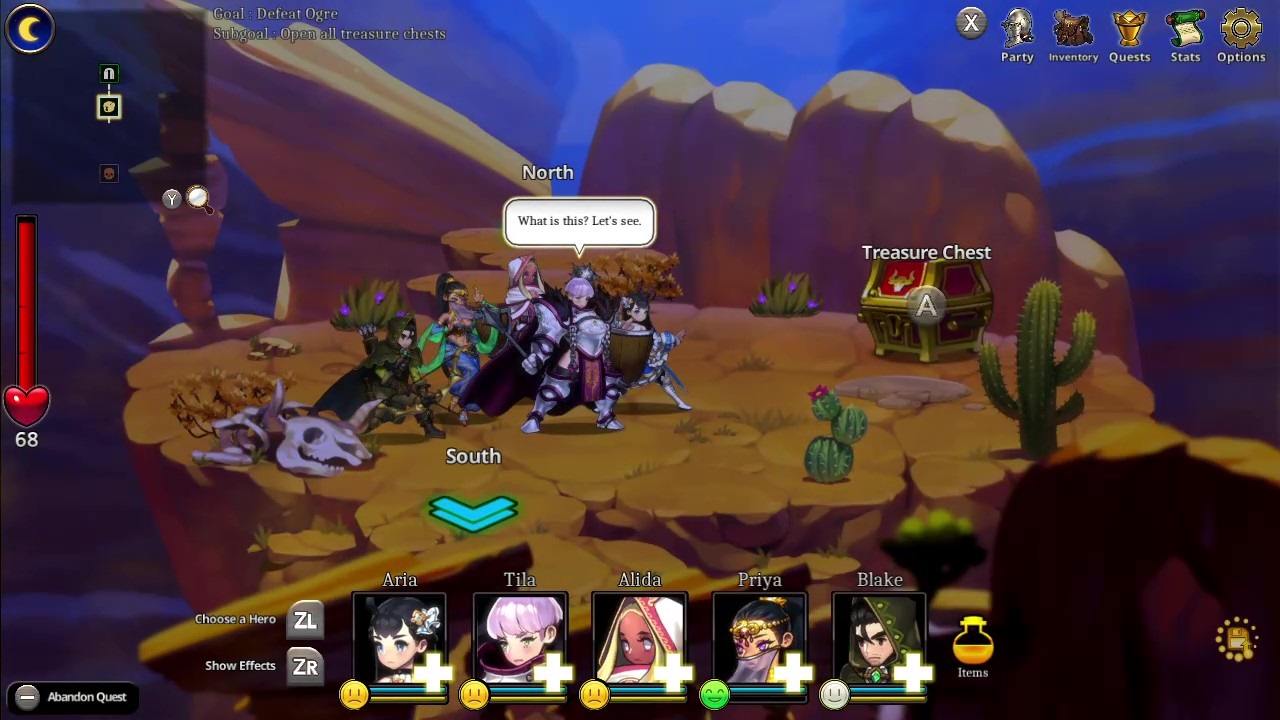 Goal : Defeat Ogre
Subgoal : Open all treasure chests
X
Party
Inventory
Quests
Stats
Options
Y
North
What is this? Let's see.
Treasure Chest
A
68
South
Aria
Tila
Alida
Priya
Blake
Choose a Hero
ZL
Show Effects
ZR
Items
Abandon Quest